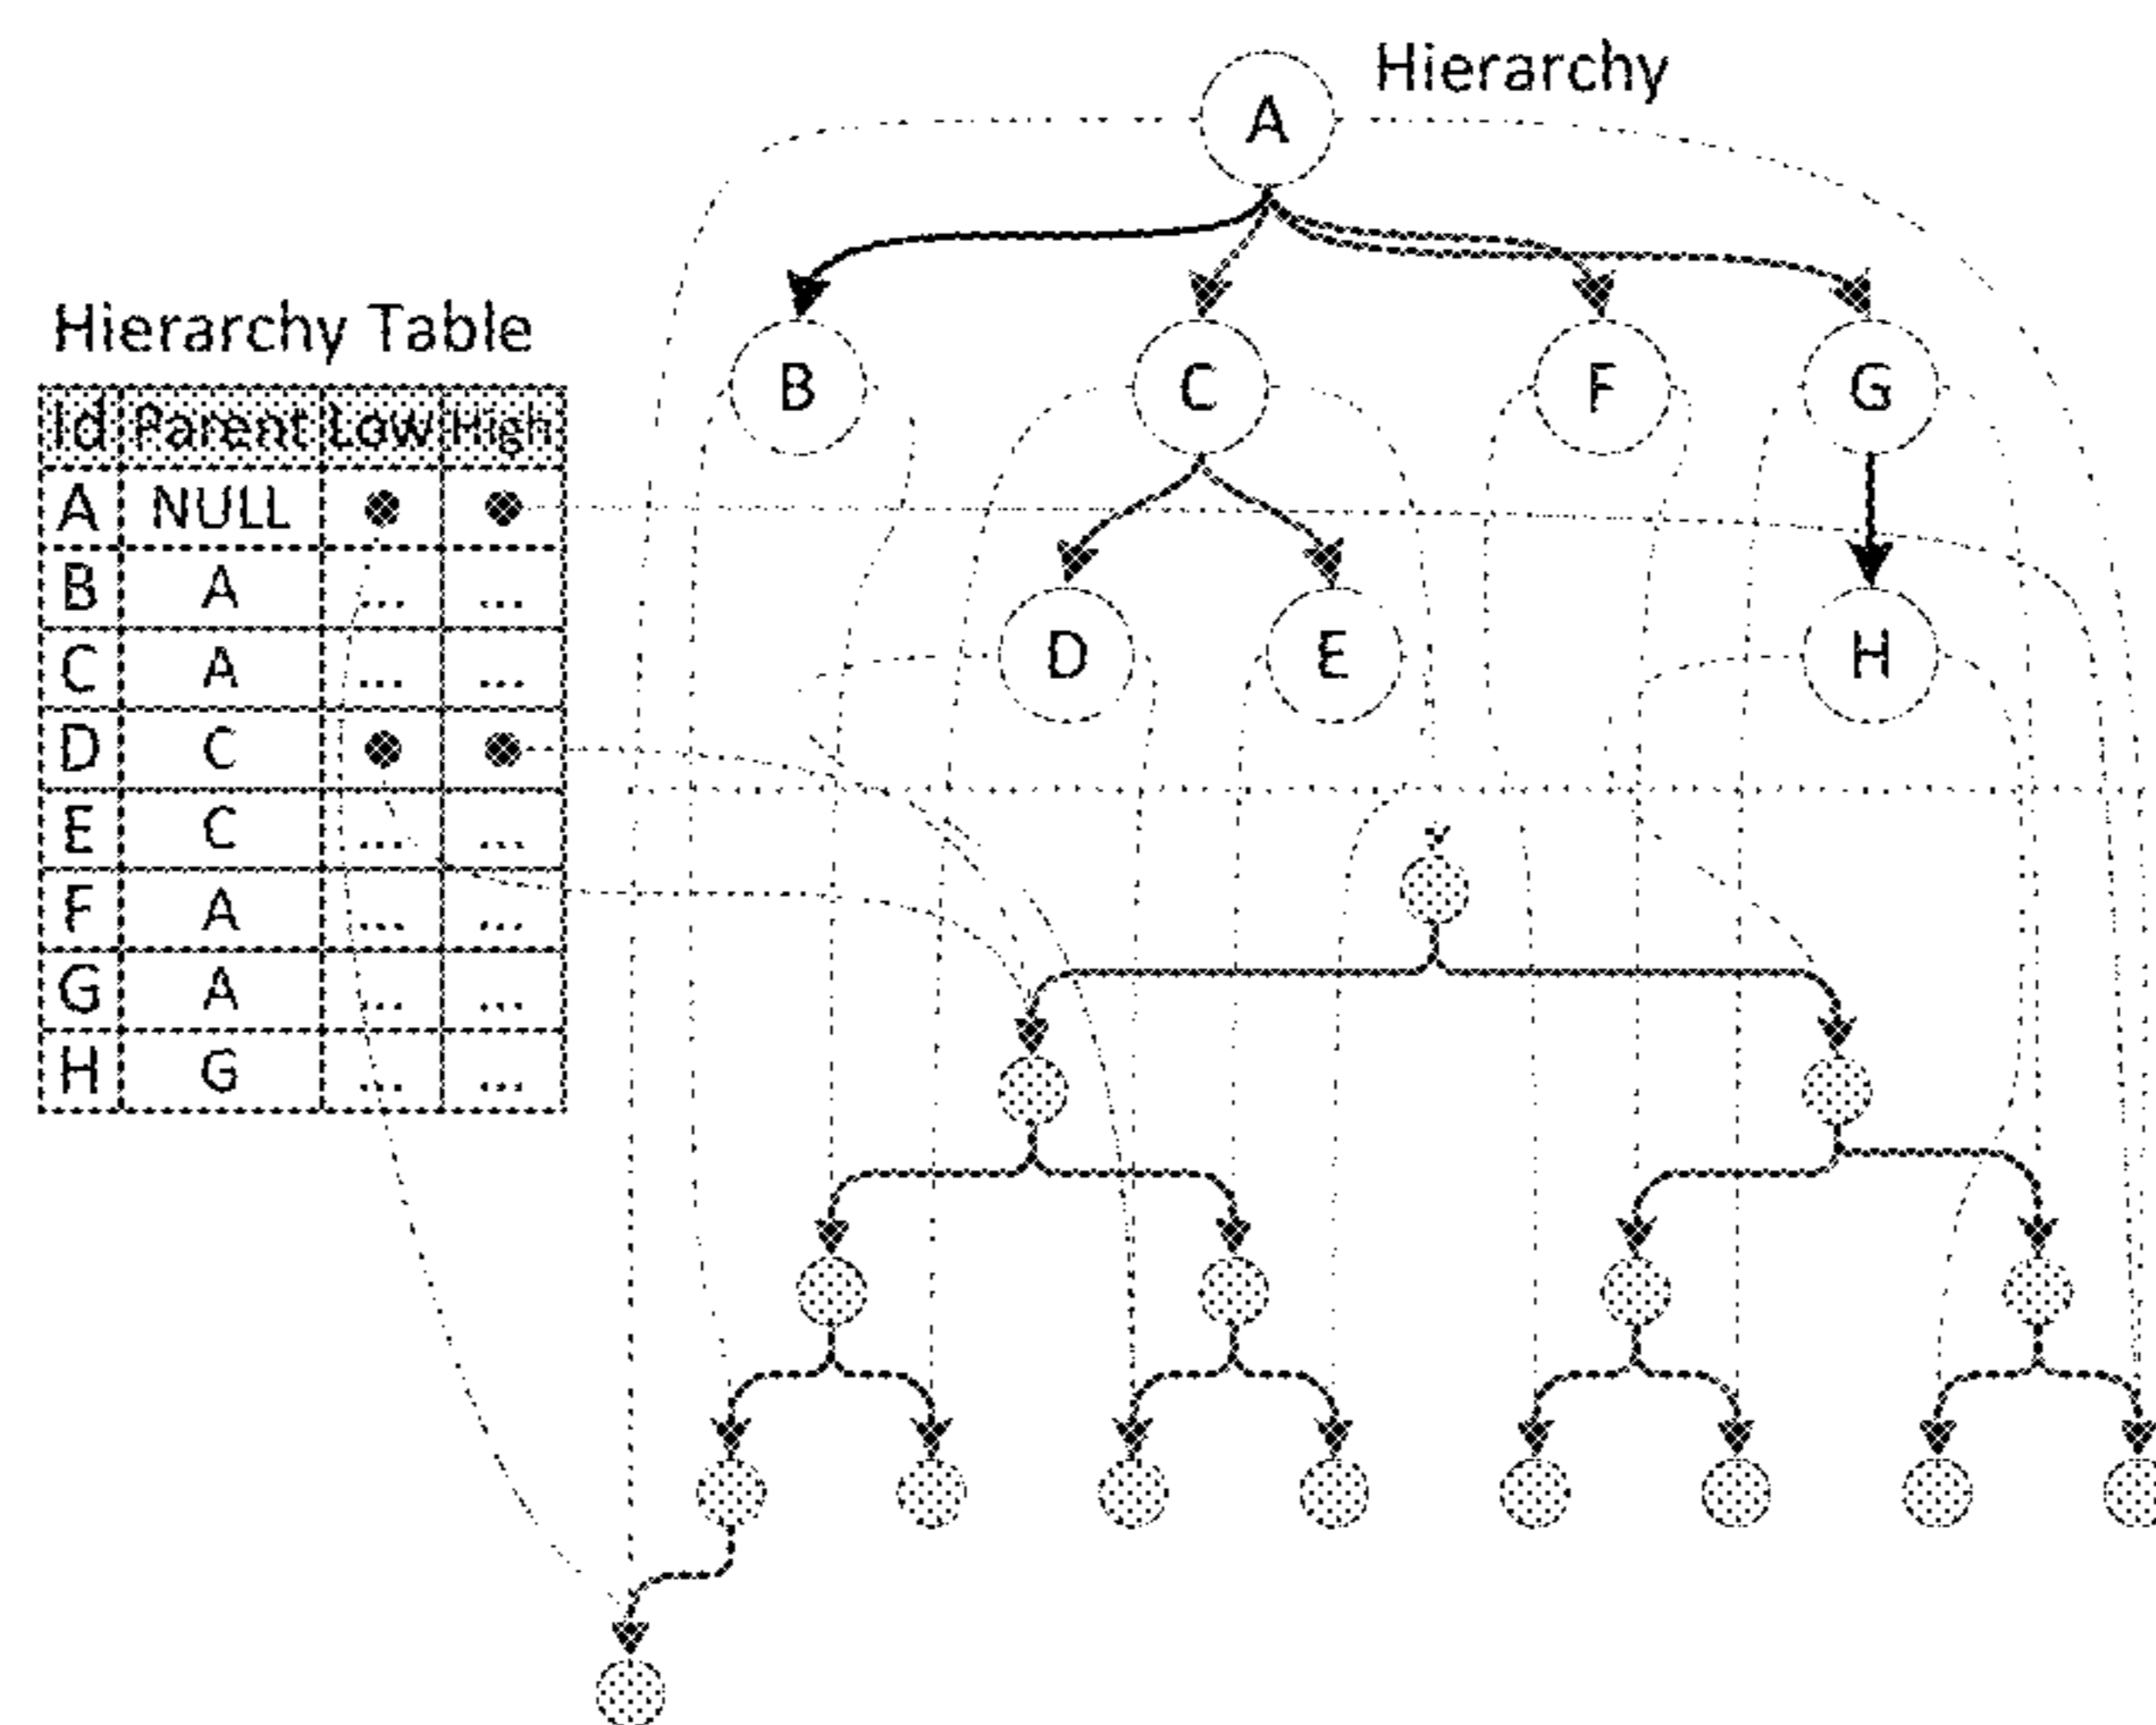 Hierarchy
A
B C F G
D E H
Hierarchy Table
Id Parent Low High
A NULL
B A ... ...
C A ... ...
D C
E C ... ...
F A ... ...
G A ... ...
H G ... ...